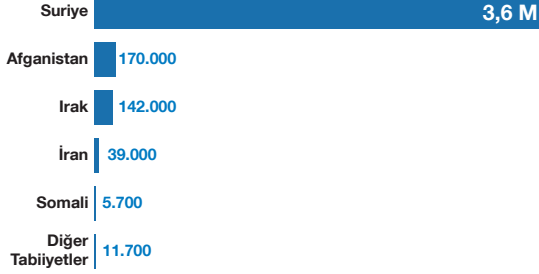 Suriye 3,6 M
Afganistan 170.000
Irak 142.000
İran 39.000
Somali 5.700
Diğer
Tabiiyetler 11.700